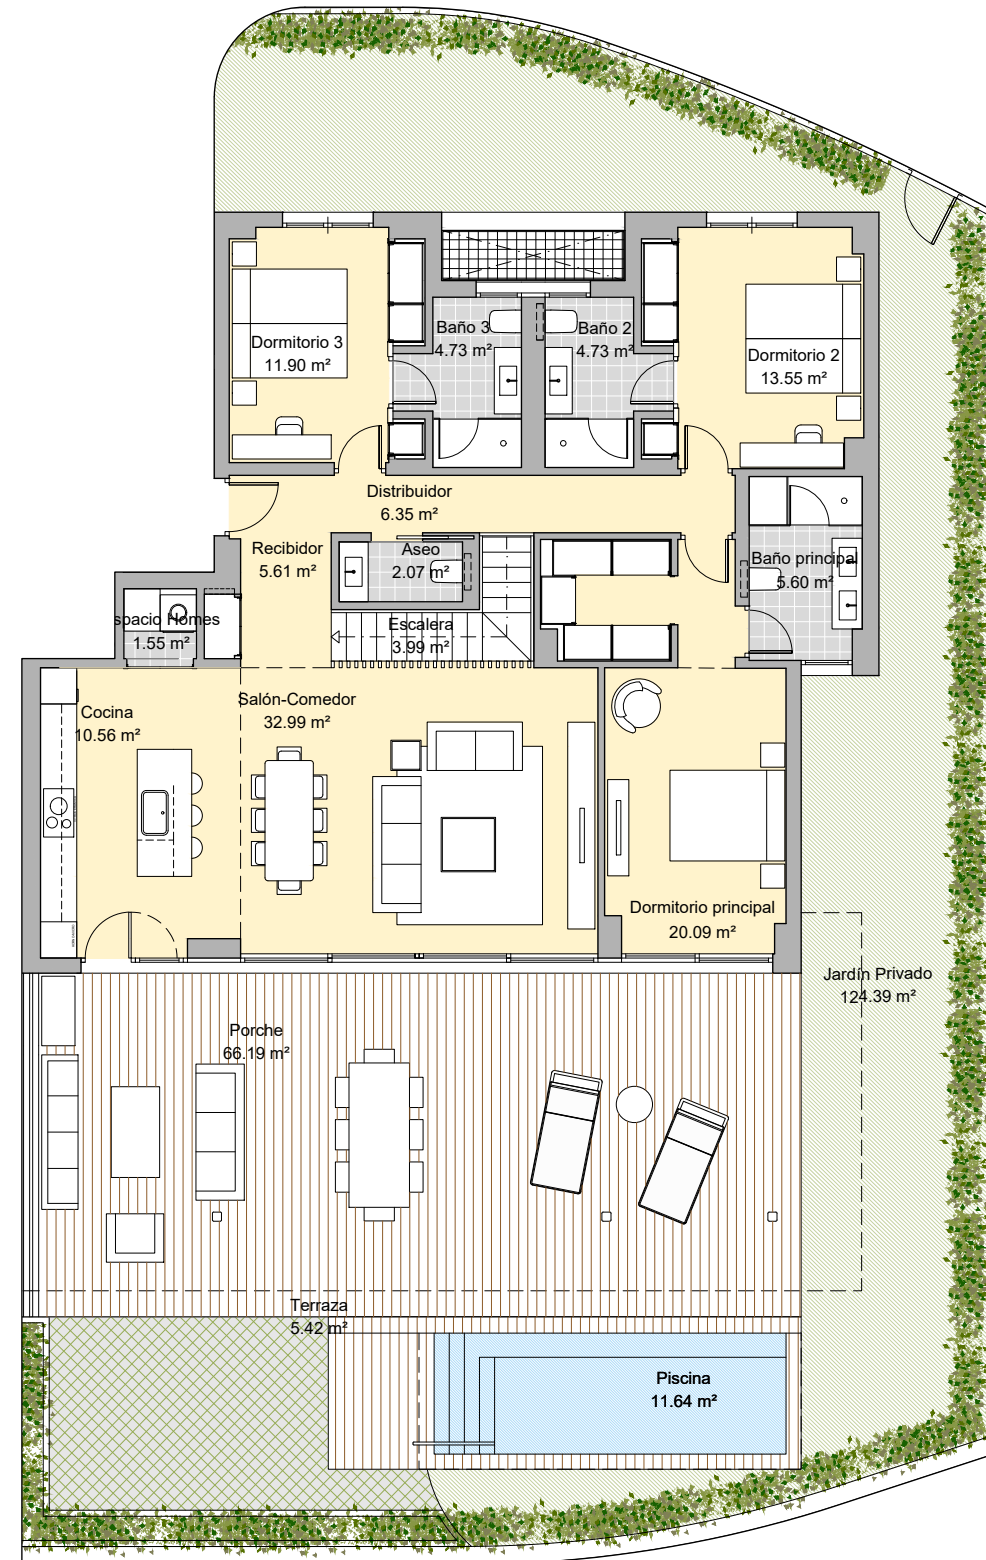 Dormitorio 3
11.90 m²
Baño 3
4.73 m²
Baño 2
4.73 m²
Dormitorio 2
13.55 m²
Distribuidor
6.35 m²
Recibidor
5.61 m²
Aseo
2.07 m²
Baño principal
5.60 m²
spacio Homes
1.55 m²
Escalera
3.99 m²
Cocina
10.56 m²
Salón-Comedor
32.99 m²
Dormitorio principal
20.09 m²
Jardín Privado
124.39 m²
Porche
66.19 m²
Terraza
5.42 m²
Piscina
11.64 m²